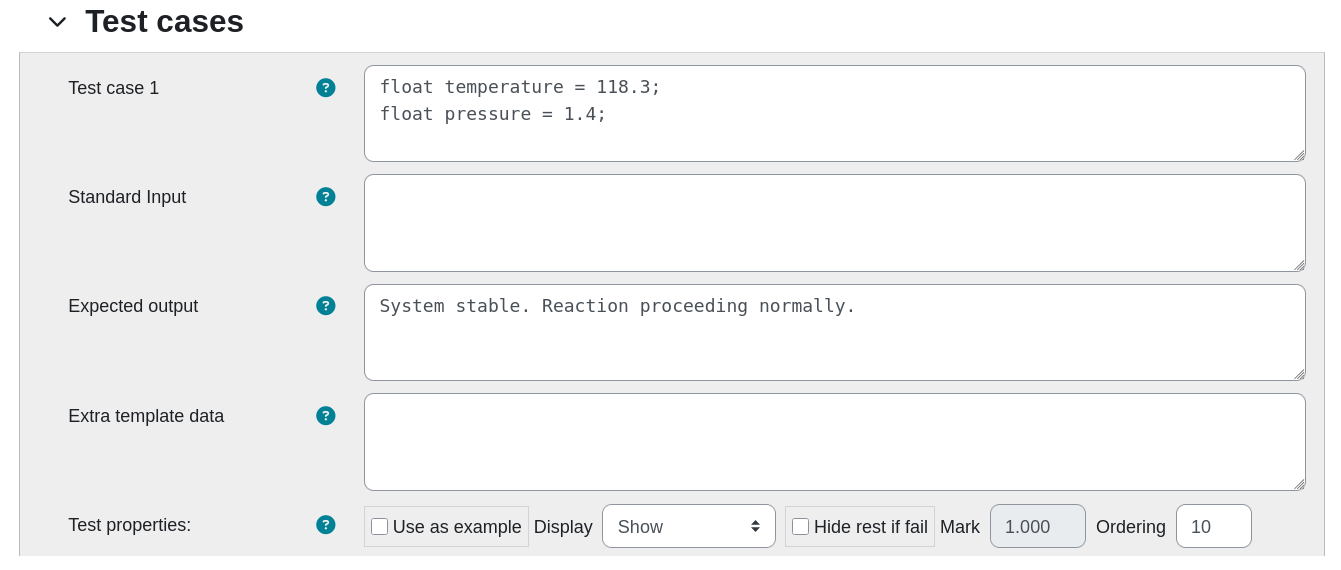 Test cases
Test case 1
float temperature = 118.3;
float pressure = 1.4;
Standard Input
Expected output
System stable. Reaction proceeding normally.
Extra template data
Test properties: Use as example Display Show Hide rest if fail Mark 1.000 Ordering 10